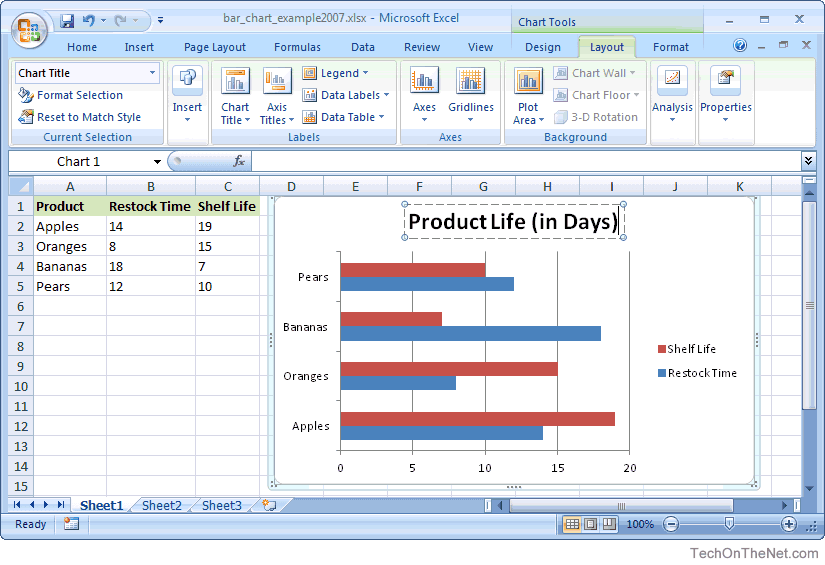 bar_chart_example2007.xlsx - Microsoft Excel
Chart Tools
Home Insert Page Layout Formulas Data Review View Design Layout Format
Chart Title
Format Selection
Reset to Match Style
Current Selection
Insert
Chart Title
Axis Titles
Legend
Data Labels
Data Table
Labels
Axes
Gridlines
Axes
Plot Area
Chart Wall
Chart Floor
3-D Rotation
Background
Analysis
Properties
Chart 1 fx
A B C D E F G H I J K
1 Product Restock Time Shelf Life
2 Apples 14 19
3 Oranges 8 15
4 Bananas 18 7
5 Pears 12 10
6
7
8
9
10
11
12
13
14
15
Product Life (in Days)
Pears
Bananas
Oranges
Apples
0 5 10 15 20
Shelf Life
Restock Time
Sheet1 Sheet2 Sheet3
Ready 100%
TechOnTheNet.com